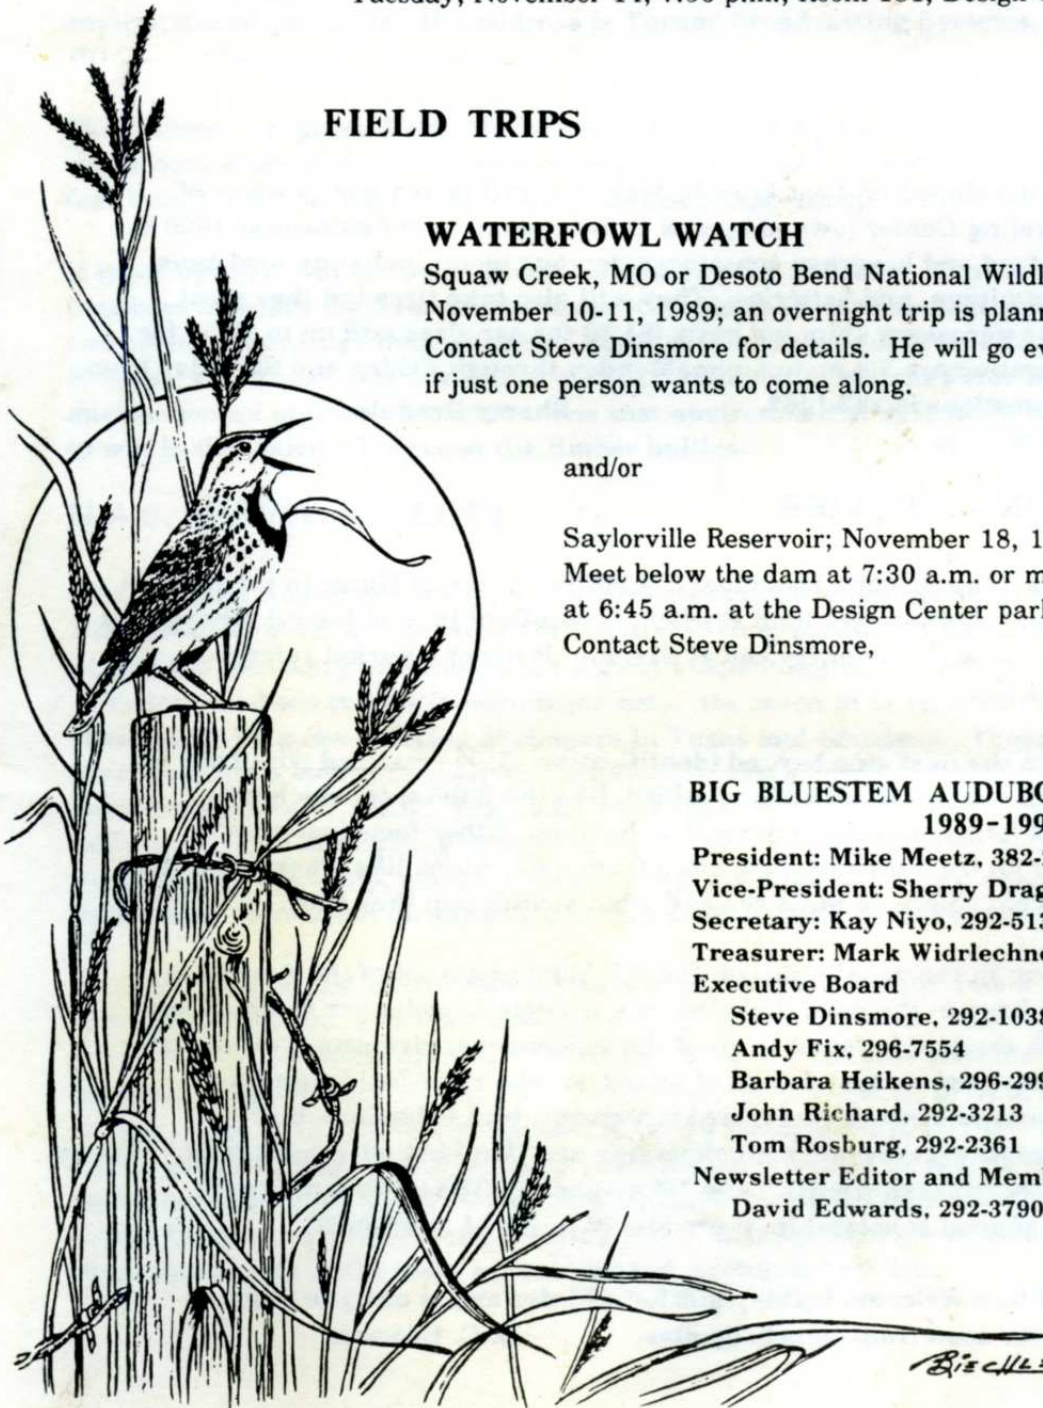 FIELD TRIPS
WATERFOWL WATCH
Squaw Creek, MO or Desoto Bend National Wildl
November 10-11, 1989; an overnight trip is plann
Contact Steve Dinsmore for details. He will go ev
if just one person wants to come along.
and/or
Saylorville Reservoir; November 18, 1
Meet below the dam at 7:30 a.m. or m
at 6:45 a.m. at the Design Center park
Contact Steve Dinsmore,
BIG BLUESTEM AUDUBO
1989-199
President: Mike Meetz, 382-
Vice-President: Sherry Drag
Secretary: Kay Niyo, 292-513
Treasurer: Mark Widrlechne
Executive Board
Steve Dinsmore, 292-1038
Andy Fix, 296-7554
Barbara Heikens, 296-299
John Richard, 292-3213
Tom Rosburg, 292-2361
Newsletter Editor and Mem
David Edwards, 292-3790